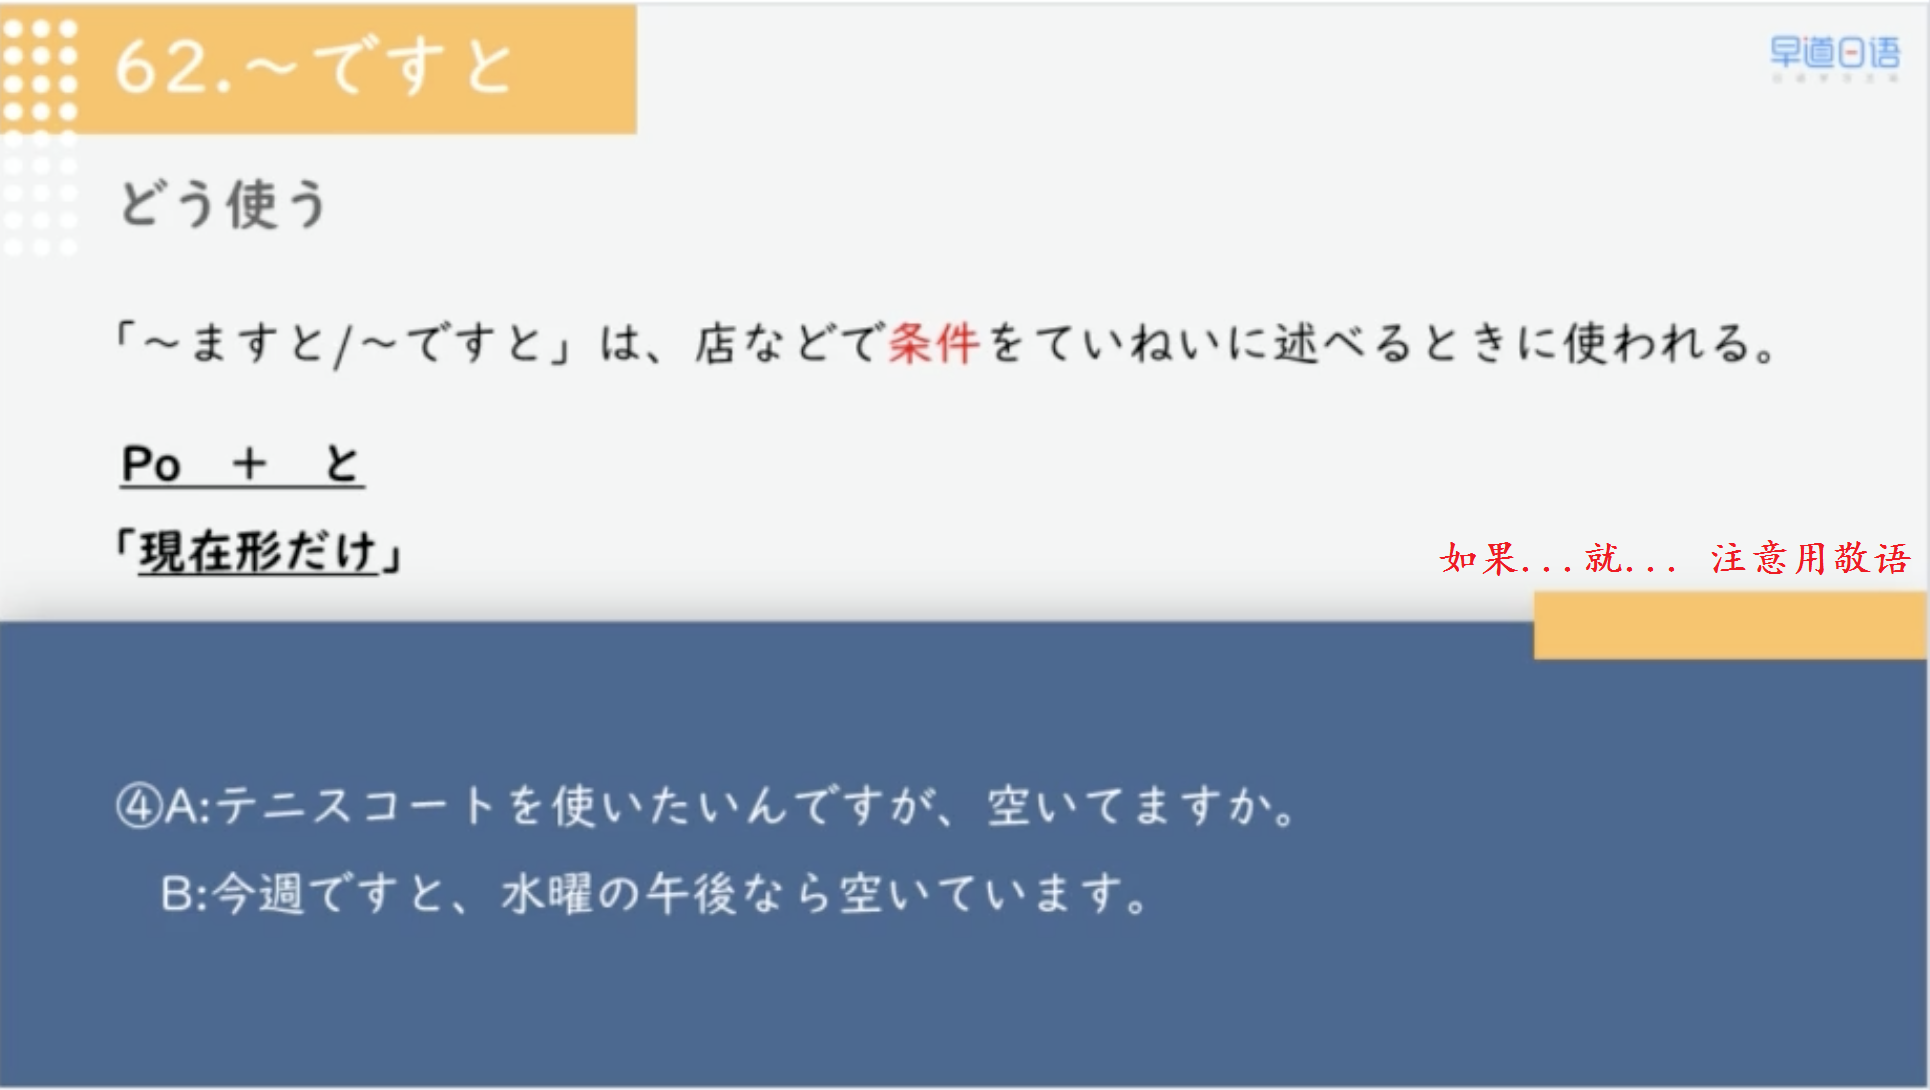 62.～ですと
早道日语
どう使う
「～ますと/～ですと」は、店などで条件をていねいに述べるときに使われる。
Po ＋ と
「現在形だけ」
如果...就... 注意用敬语
④A:テニスコートを使いたいんですが、空いてますか。
B:今週ですと、水曜の午後なら空いています。